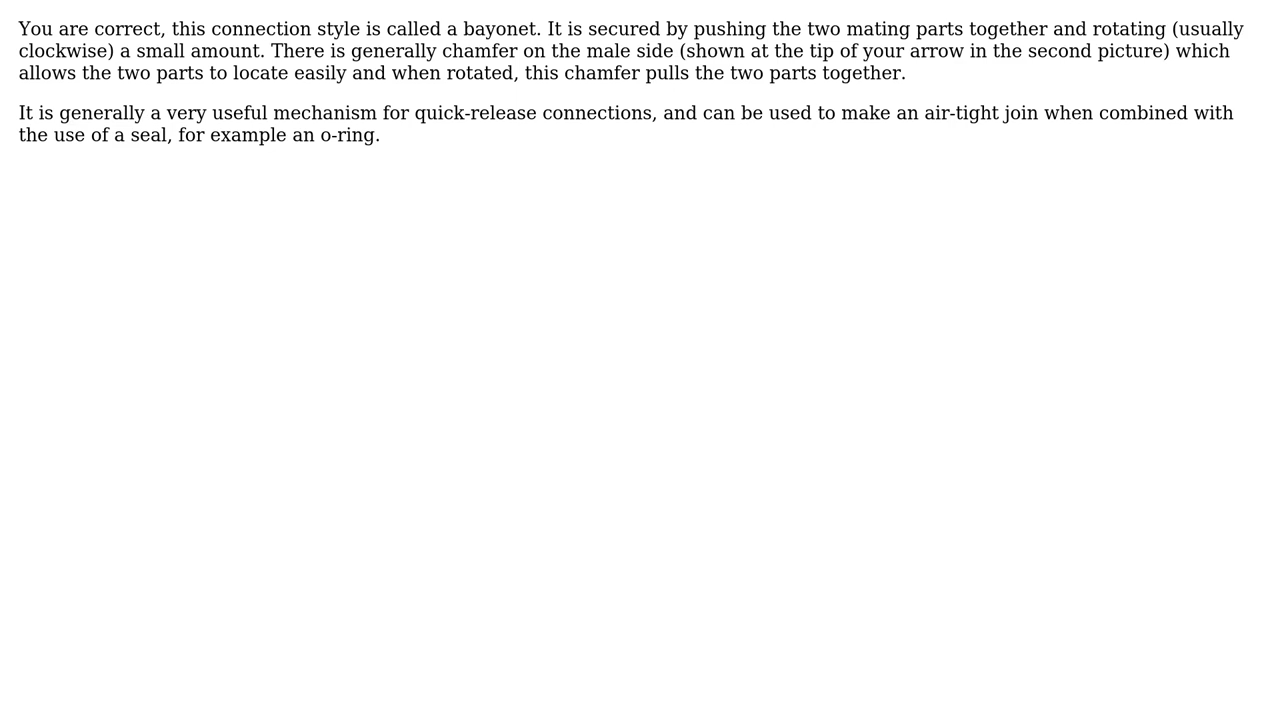 You are correct, this connection style is called a bayonet. It is secured by pushing the two mating parts together and rotating (usually
clockwise) a small amount. There is generally chamfer on the male side (shown at the tip of your arrow in the second picture) which
allows the two parts to locate easily and when rotated, this chamfer pulls the two parts together.
It is generally a very useful mechanism for quick-release connections, and can be used to make an air-tight join when combined with
the use of a seal, for example an o-ring.